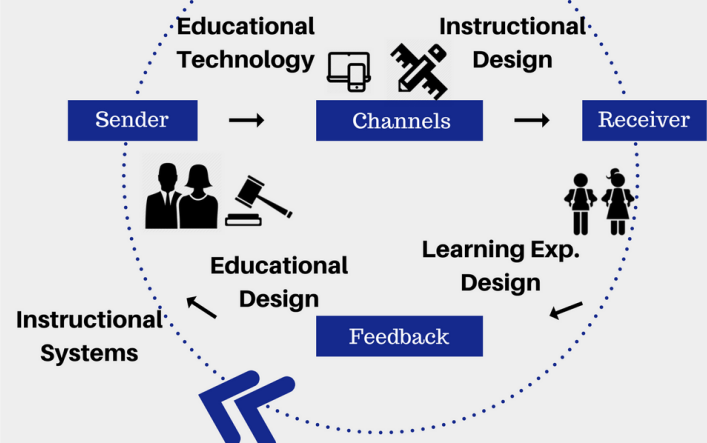 Educational
Technology
Instructional
Design
Sender
Channels
Receiver
Educational
Design
Learning Exp.
Design
Instructional
Systems
Feedback